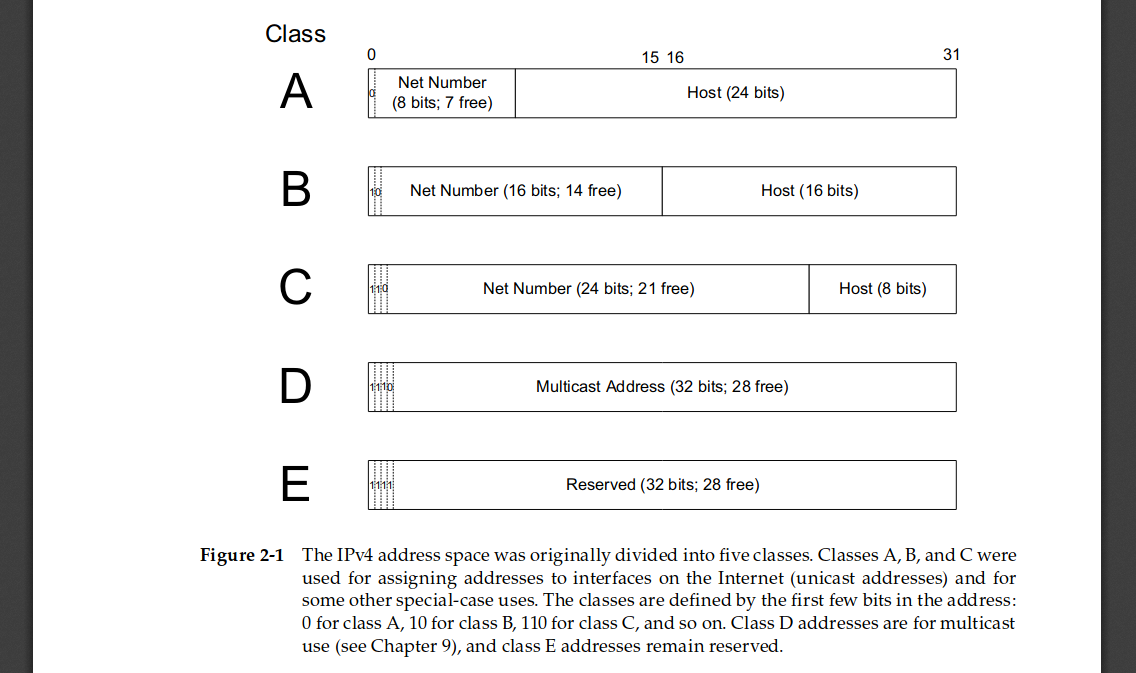 Class
0 15 16 31
A
0
Net Number
(8 bits; 7 free)
Host (24 bits)
B
10
Net Number (16 bits; 14 free)
Host (16 bits)
C
110
Net Number (24 bits; 21 free)
Host (8 bits)
D
1110
Multicast Address (32 bits; 28 free)
E
1111
Reserved (32 bits; 28 free)
Figure 2-1 The IPv4 address space was originally divided into five classes. Classes A, B, and C were
used for assigning addresses to interfaces on the Internet (unicast addresses) and for
some other special-case uses. The classes are defined by the first few bits in the address:
0 for class A, 10 for class B, 110 for class C, and so on. Class D addresses are for multicast
use (see Chapter 9), and class E addresses remain reserved.